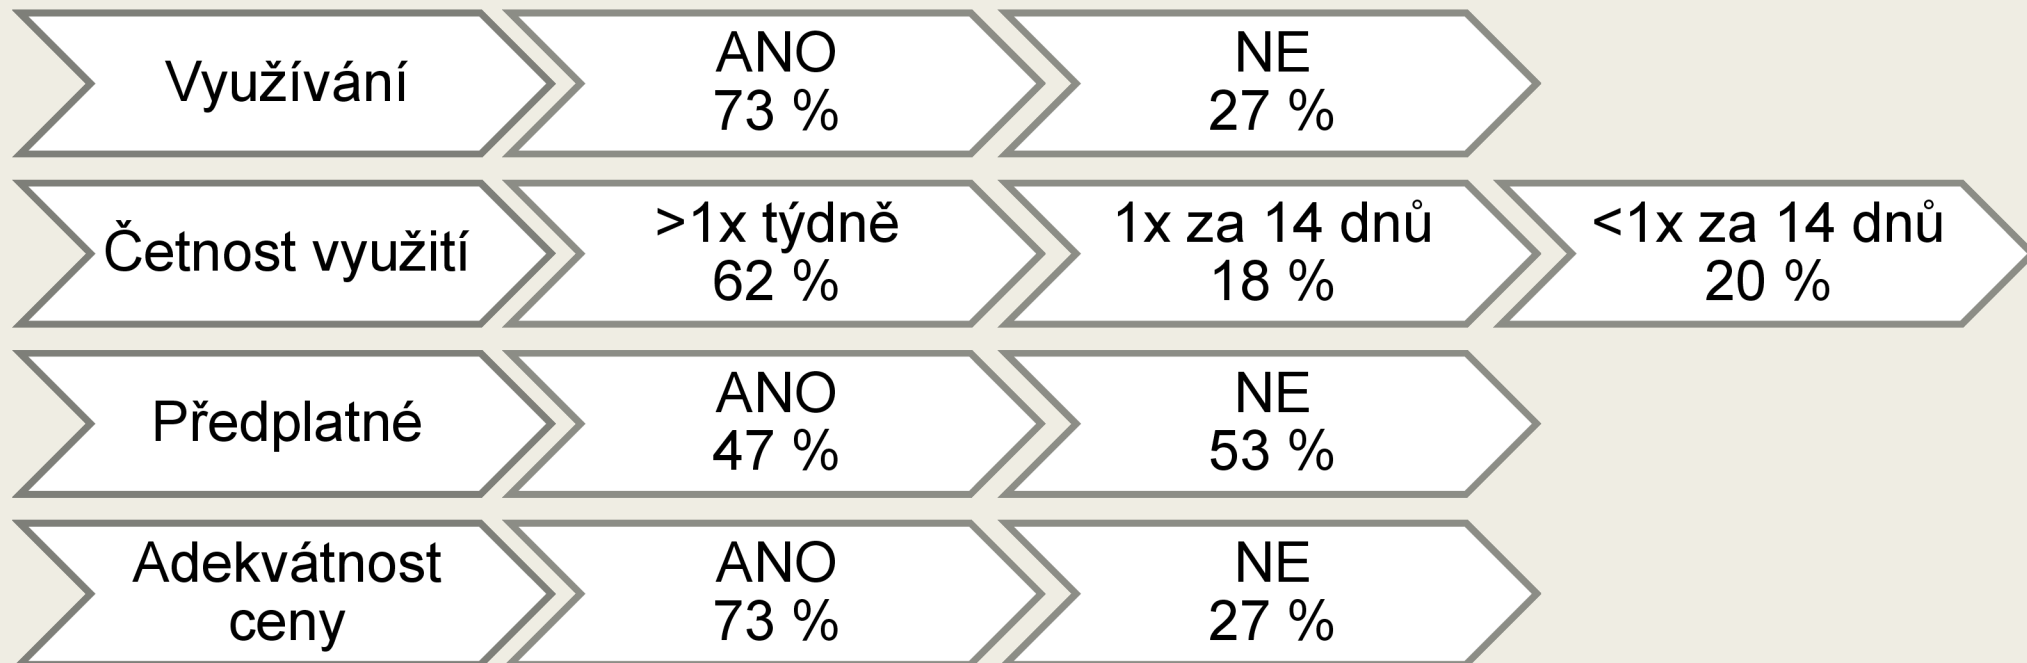 Využívání
ANO
73 %
NE
27 %
Četnost využití
>1x týdně
62 %
1x za 14 dnů
18 %
<1x za 14 dnů
20 %
Předplatné
ANO
47 %
NE
53 %
Adekvátnost
ceny
ANO
73 %
NE
27 %